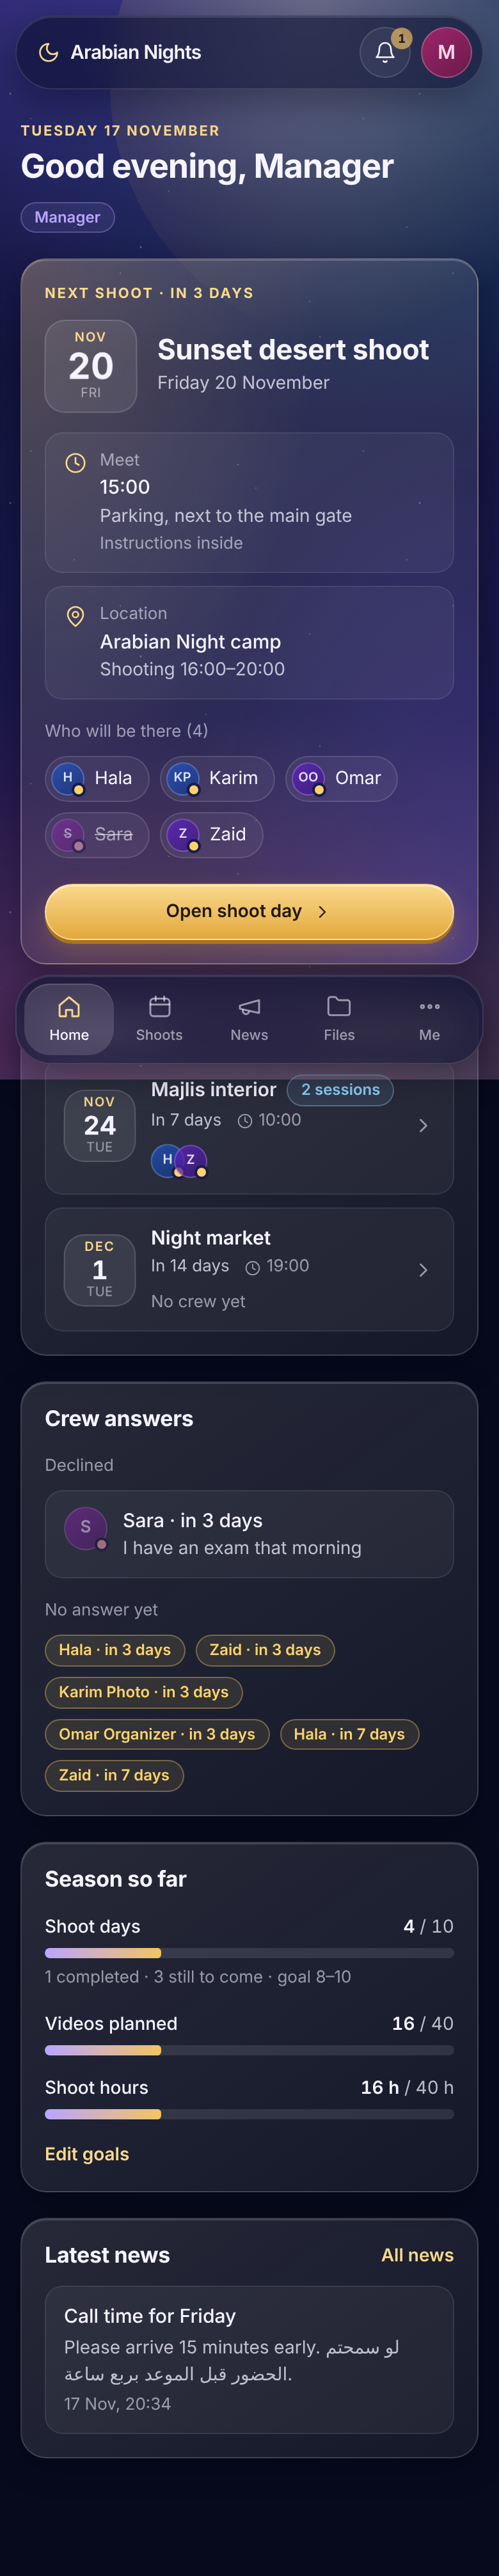 Arabian Nights
1
M
TUESDAY 17 NOVEMBER
Good evening, Manager
Manager
NEXT SHOOT · IN 3 DAYS
NOV
20
FRI
Sunset desert shoot
Friday 20 November
Meet
15:00
Parking, next to the main gate
Instructions inside
Location
Arabian Night camp
Shooting 16:00–20:00
Who will be there (4)
H Hala
KP Karim
OO Omar
S Sara
Z Zaid
Open shoot day
Home
Shoots
News
Files
Me
NOV
24
TUE
Majlis interior
2 sessions
In 7 days
10:00
H
Z
DEC
1
TUE
Night market
In 14 days
19:00
No crew yet
Crew answers
Declined
S
Sara · in 3 days
I have an exam that morning
No answer yet
Hala · in 3 days
Zaid · in 3 days
Karim Photo · in 3 days
Omar Organizer · in 3 days
Hala · in 7 days
Zaid · in 7 days
Season so far
Shoot days 4 / 10
1 completed · 3 still to come · goal 8–10
Videos planned 16 / 40
Shoot hours 16 h / 40 h
Edit goals
Latest news
All news
Call time for Friday
Please arrive 15 minutes early. لو سمحتم
الحضور قبل الموعد بربع ساعة.
17 Nov, 20:34